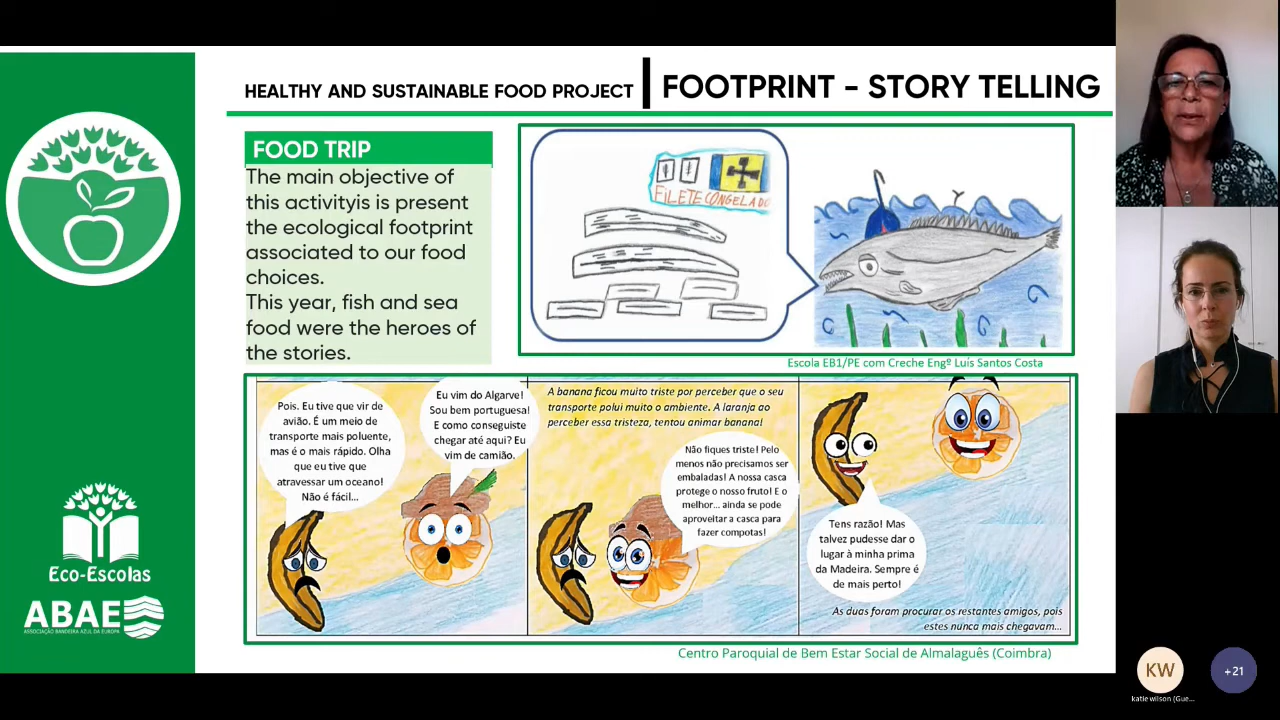 HEALTHY AND SUSTAINABLE FOOD PROJECT
FOOTPRINT - STORY TELLING
FOOD TRIP
The main objective of
this activityis is present
the ecological footprint
associated to our food
choices.
This year, fish and sea
food were the heroes of
the stories.
FILETE CONGELADO
Escola EB1/PE com Creche Engº Luís Santos Costa
Pois. Eu tive que vir de
avião. É um meio de
transporte mais poluente,
mas é o mais rápido. Olha
que eu tive que
atravessar um oceano!
Não é fácil...
Eu vim do Algarve!
Sou bem portuguesa!
E como conseguiste
chegar até aqui? Eu
vim de camião.
A banana ficou muito triste por perceber que o seu
transporte polui muito o ambiente. A laranja ao
perceber essa tristeza, tentou animar banana!
Não fiques triste! Pelo
menos não precisamos ser
embaladas! A nossa casca
protege o nosso fruto! E o
melhor... ainda se pode
aproveitar a casca para
fazer compotas!
Tens razão! Mas
talvez pudesse dar o
lugar à minha prima
da Madeira. Sempre é
de mais perto!
As duas foram procurar os restantes amigos, pois
estes nunca mais chegavam...
Centro Paroquial de Bem Estar Social de Almalaguês (Coimbra)
Eco-Escolas
ABAE
ASSOCIAÇÃO BANDEIRA AZUL DA EUROPA
KW
+21
katie wilson (Gue...